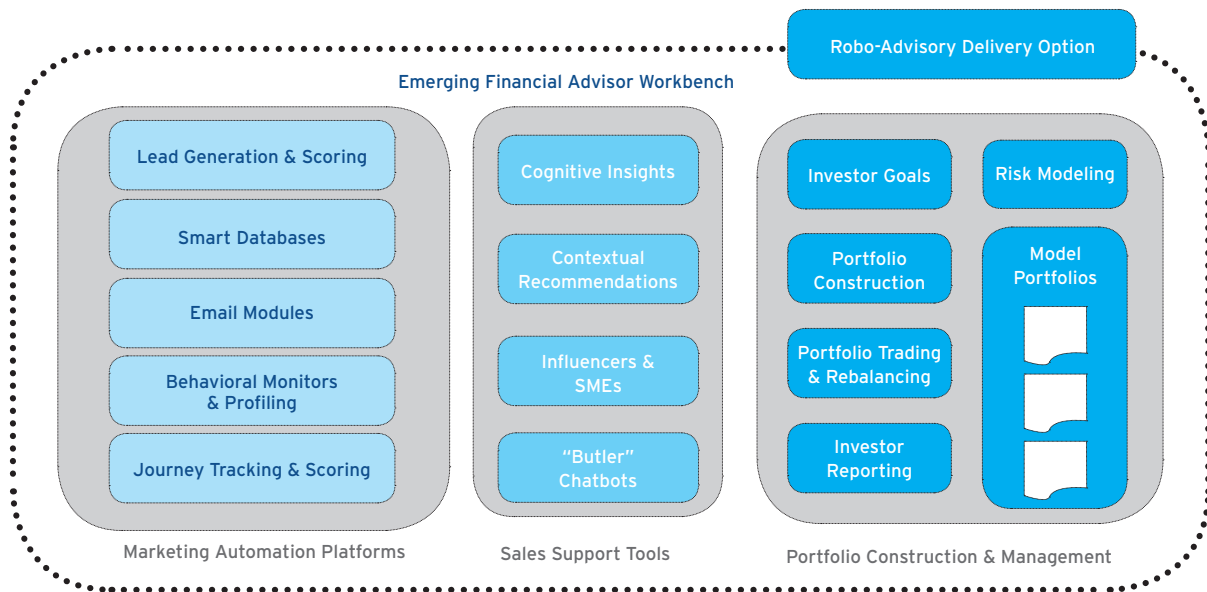 Robo-Advisory Delivery Option
Emerging Financial Advisor Workbench
Lead Generation & Scoring
Smart Databases
Email Modules
Behavioral Monitors
& Profiling
Journey Tracking & Scoring
Marketing Automation Platforms
Cognitive Insights
Contextual
Recommendations
Influencers &
SMEs
“Butler”
Chatbots
Sales Support Tools
Investor Goals
Portfolio
Construction
Portfolio Trading
& Rebalancing
Investor
Reporting
Risk Modeling
Model
Portfolios
Portfolio Construction & Management